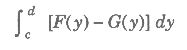 ∫_c^d [F(y) – G(y)] dy